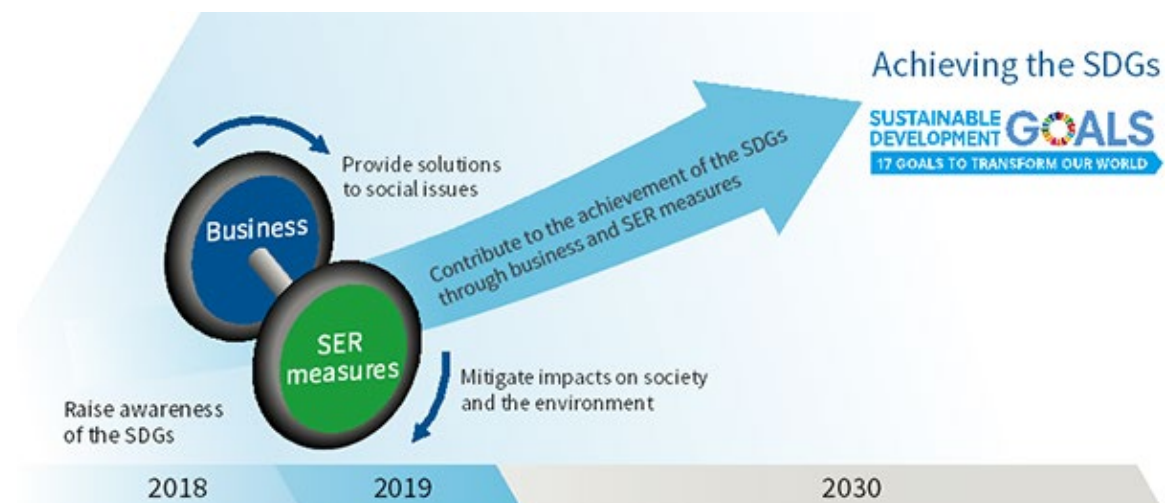 Achieving the SDGs
SUSTAINABLE
DEVELOPMENT
GOALS
17 GOALS TO TRANSFORM OUR WORLD
Provide solutions
to social issues
Business
Contribute to the achievement of the SDGs
through business and SER measures
SER
measures
Mitigate impacts on society
and the environment
Raise awareness
of the SDGs
2018
2019
2030